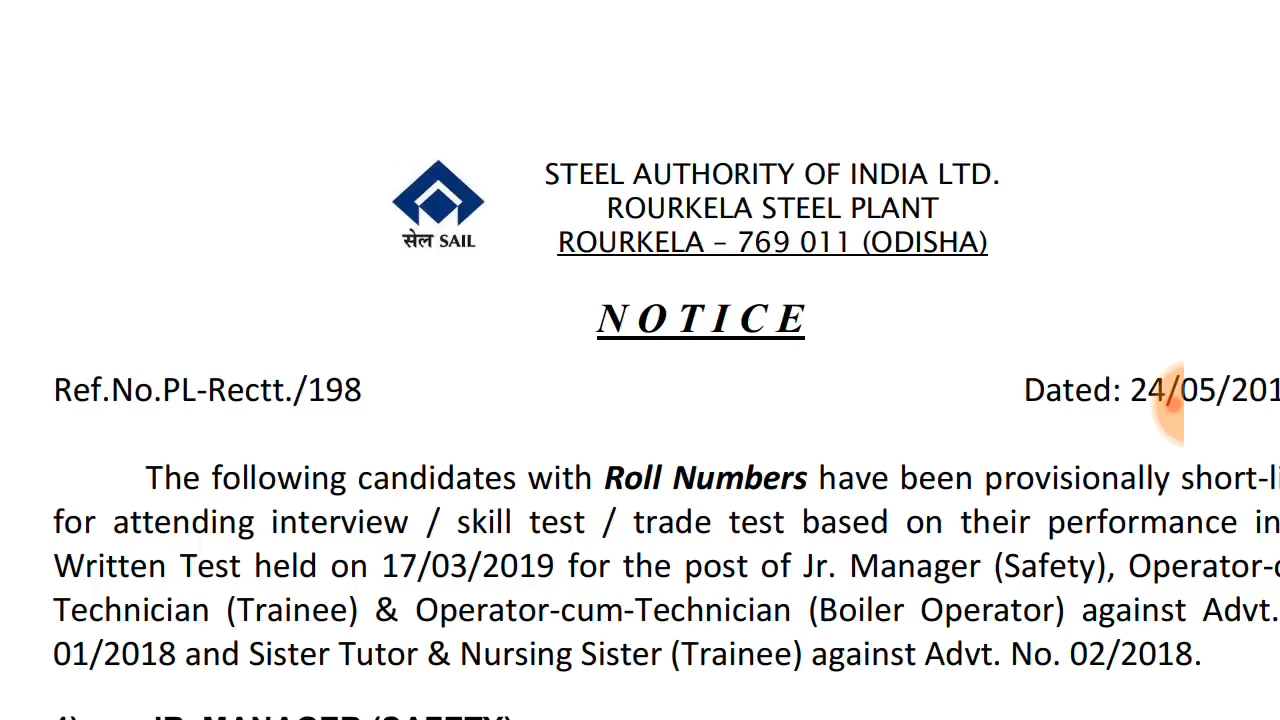 STEEL AUTHORITY OF INDIA LTD.
ROURKELA STEEL PLANT
सेल SAIL
ROURKELA – 769 011 (ODISHA)
N O T I C E
Ref.No.PL-Rectt./198 Dated: 24/05/201
The following candidates with Roll Numbers have been provisionally short-li
for attending interview / skill test / trade test based on their performance in
Written Test held on 17/03/2019 for the post of Jr. Manager (Safety), Operator-c
Technician (Trainee) & Operator-cum-Technician (Boiler Operator) against Advt.
01/2018 and Sister Tutor & Nursing Sister (Trainee) against Advt. No. 02/2018.
1) JR. MANAGER (SAFETY)